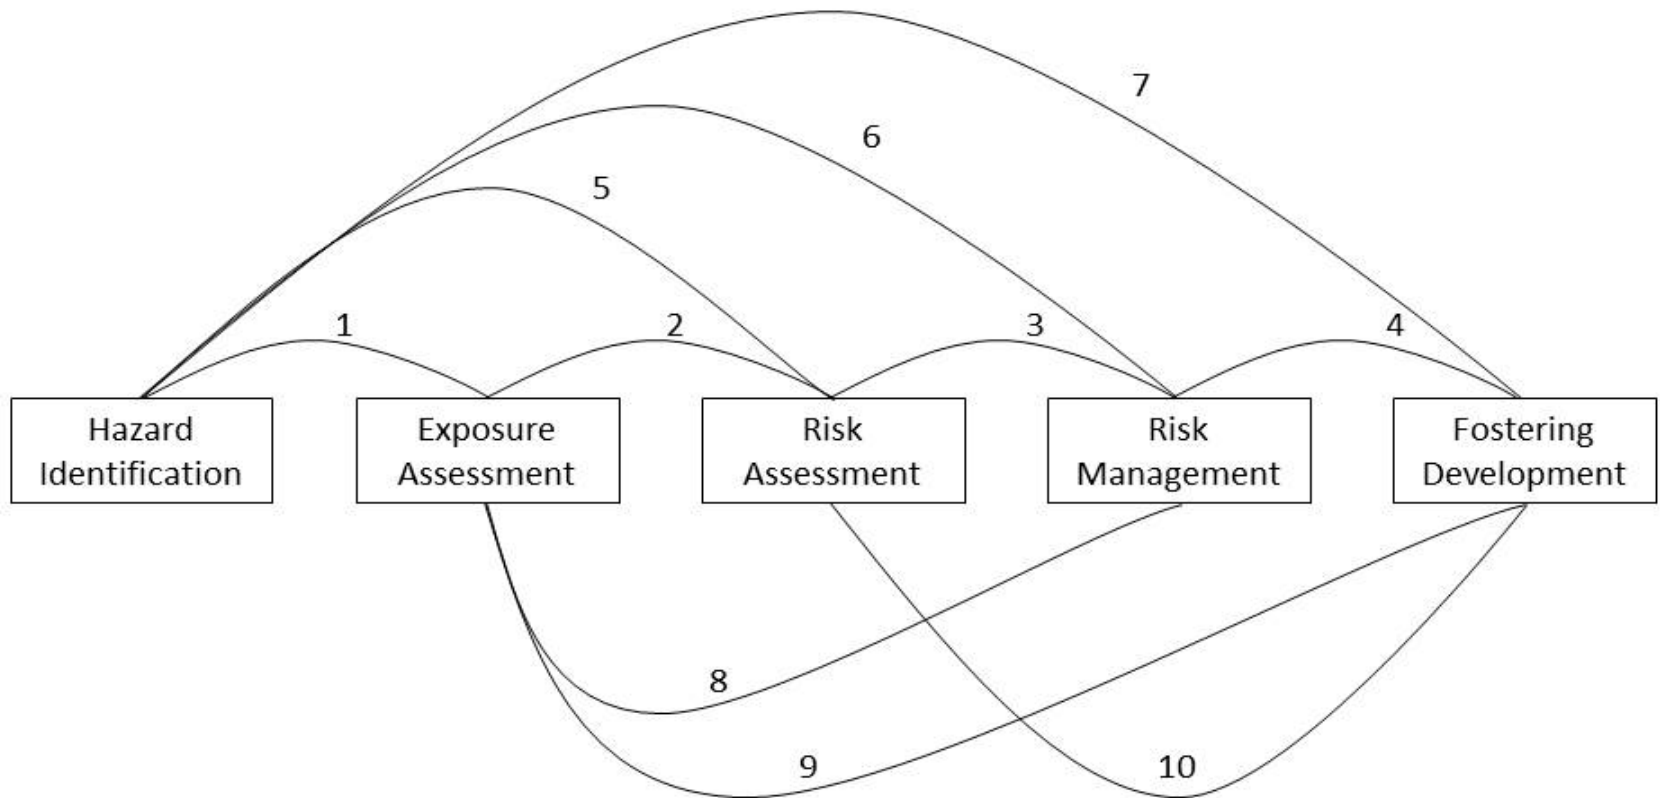 7
6
5
1
2
3
4
Hazard
Identification
Exposure
Assessment
Risk
Assessment
Risk
Management
Fostering
Development
8
9
10